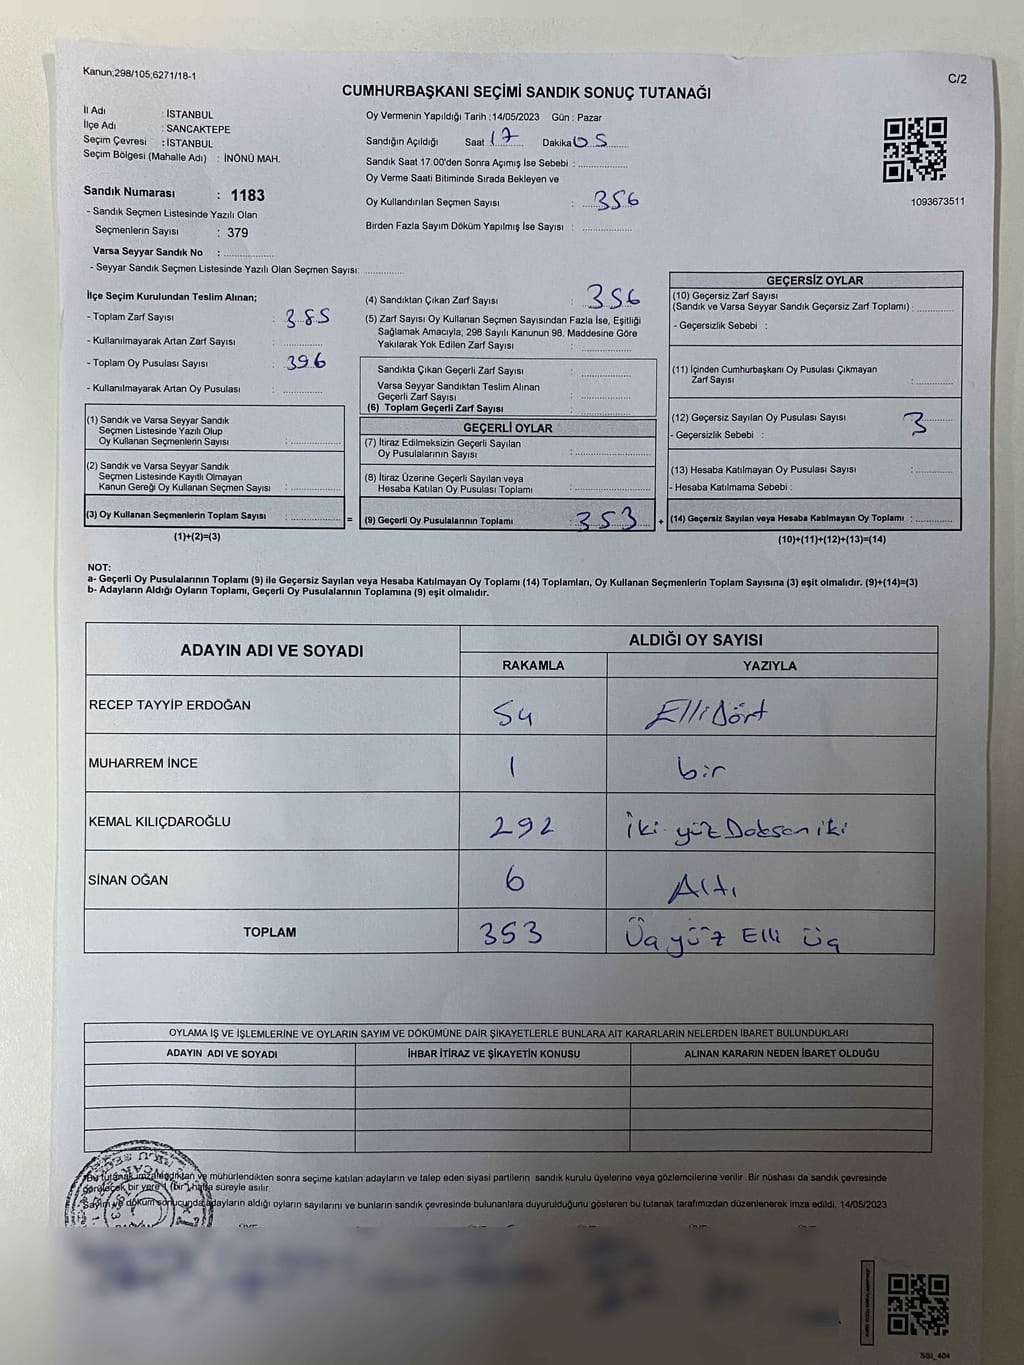 Kanun;298/105;6271/18-1
C/2
CUMHURBAŞKANI SEÇİMİ SANDIK SONUÇ TUTANAĞI
İl Adı : İSTANBUL
İlçe Adı : SANCAKTEPE
Seçim Çevresi : İSTANBUL
Seçim Bölgesi (Mahalle Adı) : İNÖNÜ MAH.
Sandık Numarası : 1183
- Sandık Seçmen Listesinde Yazılı Olan
Seçmenlerin Sayısı : 379
Varsa Seyyar Sandık No :
- Seyyar Sandık Seçmen Listesinde Yazılı Olan Seçmen Sayısı:
Oy Vermenin Yapıldığı Tarih :14/05/2023 Gün : Pazar
Sandığın Açıldığı Saat 17 Dakika 05
Sandık Saat 17.00'den Sonra Açımış İse Sebebi :
Oy Verme Saati Bitiminde Sırada Bekleyen ve
Oy Kullandırılan Seçmen Sayısı : 356
Birden Fazla Sayım Döküm Yapılmış İse Sayısı :
1093673511
İlçe Seçim Kurulundan Teslim Alınan;
- Toplam Zarf Sayısı : 385
- Kullanılmayarak Artan Zarf Sayısı :
- Toplam Oy Pusulası Sayısı : 396
- Kullanılmayarak Artan Oy Pusulası :
(1) Sandık ve Varsa Seyyar Sandık
Seçmen Listesinde Yazılı Olup
Oy Kullanan Seçmenlerin Sayısı :
(2) Sandık ve Varsa Seyyar Sandık
Seçmen Listesinde Kayıtlı Olmayan
Kanun Gereği Oy Kullanan Seçmen Sayısı :
(3) Oy Kullanan Seçmenlerin Toplam Sayısı :
(1)+(2)=(3)
(4) Sandıktan Çıkan Zarf Sayısı : 356
(5) Zarf Sayısı Oy Kullanan Seçmen Sayısından Fazla İse, Eşitliği
Sağlamak Amacıyla; 298 Sayılı Kanunun 98. Maddesine Göre
Yakılarak Yok Edilen Zarf Sayısı :
Sandıkta Çıkan Geçerli Zarf Sayısı :
Varsa Seyyar Sandıktan Teslim Alınan
Geçerli Zarf Sayısı :
(6) Toplam Geçerli Zarf Sayısı :
GEÇERLİ OYLAR
(7) İtiraz Edilmeksizin Geçerli Sayılan
Oy Pusulalarının Sayısı :
(8) İtiraz Üzerine Geçerli Sayılan veya
Hesaba Katılan Oy Pusulası Toplamı :
= (9) Geçerli Oy Pusulalarının Toplamı : 353 +
GEÇERSİZ OYLAR
(10) Geçersiz Zarf Sayısı
(Sandık ve Varsa Seyyar Sandık Geçersiz Zarf Toplamı) :
- Geçersizlik Sebebi :
(11) İçinden Cumhurbaşkanı Oy Pusulası Çıkmayan
Zarf Sayısı :
(12) Geçersiz Sayılan Oy Pusulası Sayısı : 3
- Geçersizlik Sebebi :
(13) Hesaba Katılmayan Oy Pusulası Sayısı :
- Hesaba Katılmama Sebebi :
(14) Geçersiz Sayılan veya Hesaba Katılmayan Oy Toplamı :
(10)+(11)+(12)+(13)=(14)
NOT:
a- Geçerli Oy Pusulalarının Toplamı (9) ile Geçersiz Sayılan veya Hesaba Katılmayan Oy Toplamı (14) Toplamları, Oy Kullanan Seçmenlerin Toplam Sayısına (3) eşit olmalıdır. (9)+(14)=(3)
b- Adayların Aldığı Oyların Toplamı, Geçerli Oy Pusulalarının Toplamına (9) eşit olmalıdır.
ADAYIN ADI VE SOYADI ALDIĞI OY SAYISI
RAKAMLA YAZIYLA
RECEP TAYYİP ERDOĞAN 54 Elli Dört
MUHARREM İNCE 1 bir
KEMAL KILIÇDAROĞLU 292 İki yüz Doksan iki
SİNAN OĞAN 6 Altı
TOPLAM 353 Üç yüz Elli üç
OYLAMA İŞ VE İŞLEMLERİNE VE OYLARIN SAYIM VE DÖKÜMÜNE DAİR ŞİKAYETLERLE BUNLARA AİT KARARLARIN NELERDEN İBARET BULUNDUKLARI
ADAYIN ADI VE SOYADI İHBAR İTİRAZ VE ŞİKAYETİN KONUSU ALINAN KARARIN NEDEN İBARET OLDUĞU
Bu tutanak imzalandıktan ve mühürlendikten sonra seçime katılan adayların ve talep eden siyasi partilerin sandık kurulu üyelerine veya gözlemcilerine verilir. Bir nüshası da sandık çevresinde
görülecek bir yere 1 (bir) hafta süreyle asılır.
Sayım ve döküm sonucunda adayların aldığı oyların sayılarını ve bunların sandık çevresinde bulunanlara duyurulduğunu gösteren bu tutanak tarafımızdan düzenlenerek imza edildi. 14/05/2023
SSI_404